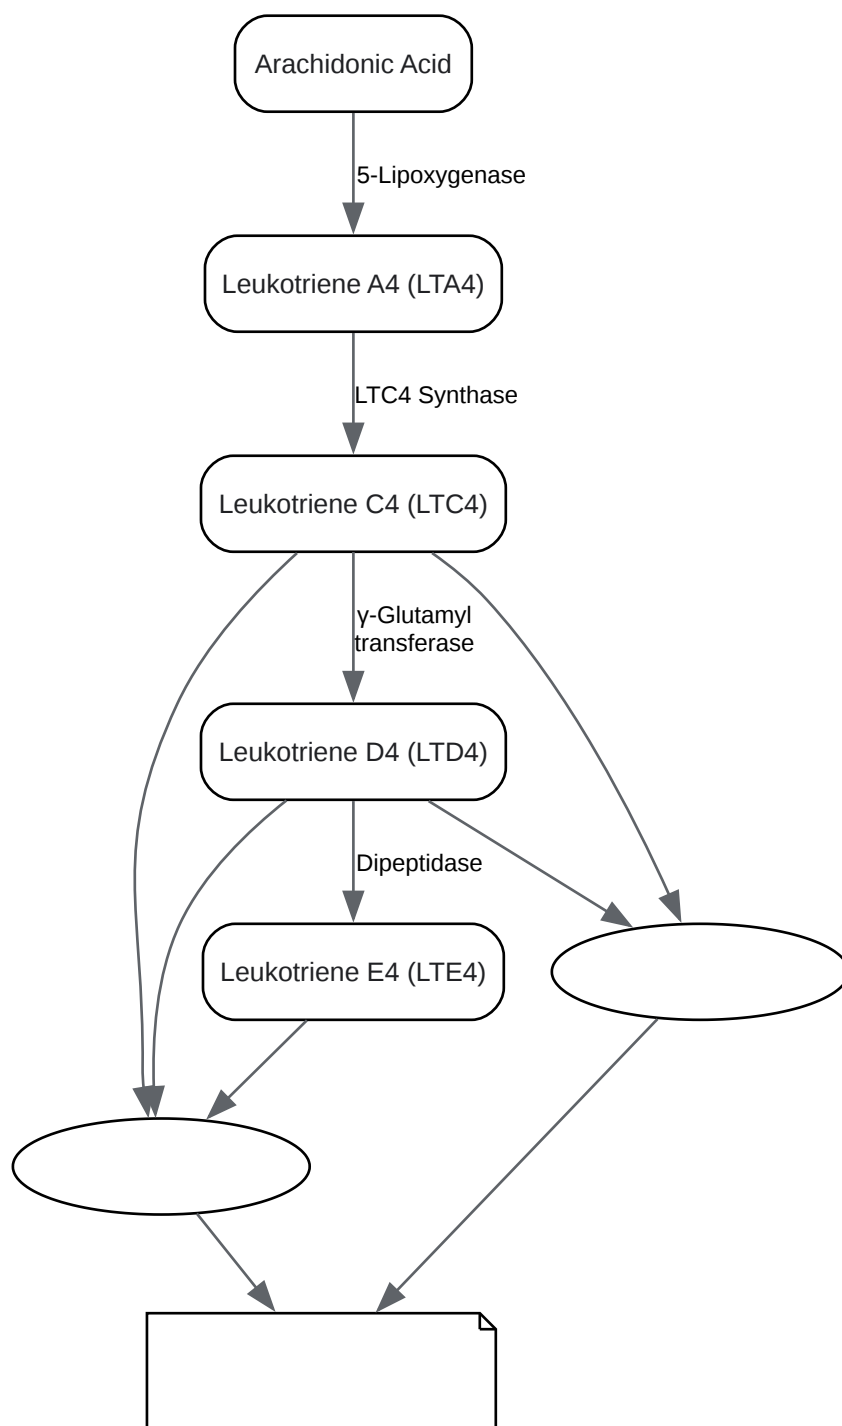 Arachidonic Acid
5-Lipoxygenase
Leukotriene A4 (LTA4)
LTC4 Synthase
Leukotriene C4 (LTC4)
γ-Glutamyl
transferase
Leukotriene D4 (LTD4)
Dipeptidase
Leukotriene E4 (LTE4)